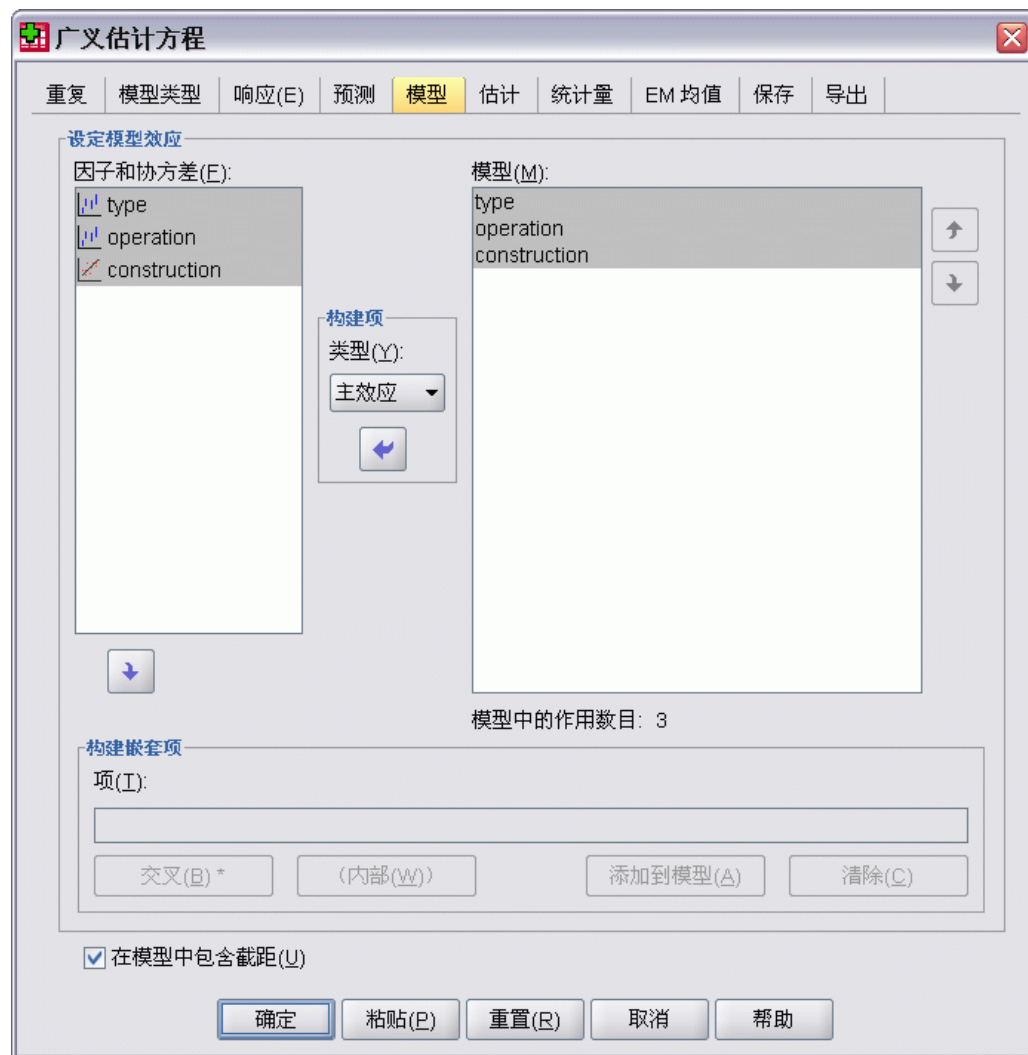 广义估计方程
重复 模型类型 响应(E) 预测 模型 估计 统计量 EM 均值 保存 导出
设定模型效应
因子和协方差(F):
type
operation
construction
构建项
类型(Y):
主效应
模型(M):
type
operation
construction
模型中的作用数目: 3
构建嵌套项
项(T):
交叉(B) * （内部(W)） 添加到模型(A) 清除(C)
在模型中包含截距(U)
确定 粘贴(P) 重置(R) 取消 帮助